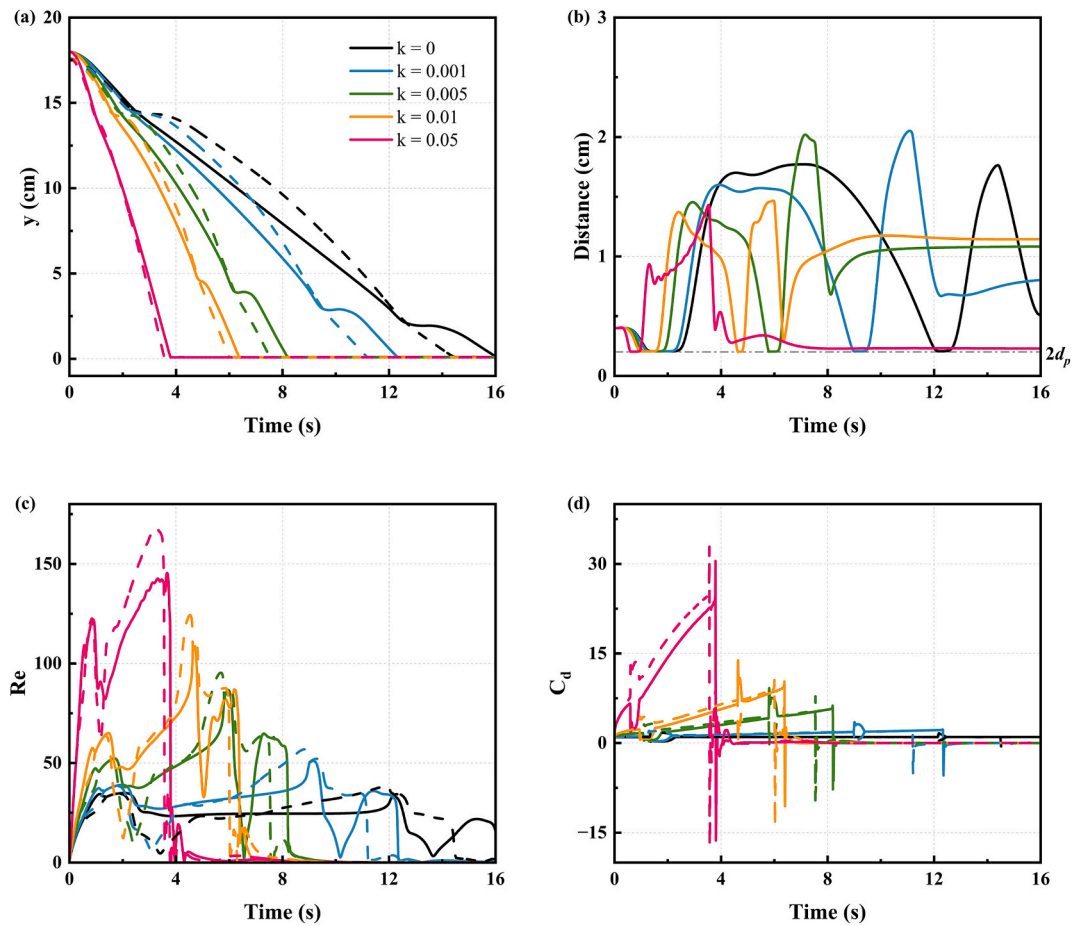 (a)
20
15
10
5
0
y (cm)
k = 0
k = 0.001
k = 0.005
k = 0.01
k = 0.05
0 4 8 12 16
Time (s)
(b)
3
2
1
0
Distance (cm)
2dₚ
0 4 8 12 16
Time (s)
(c)
150
100
50
0
Re
0 4 8 12 16
Time (s)
(d)
30
15
0
−15
C_d
0 4 8 12 16
Time (s)